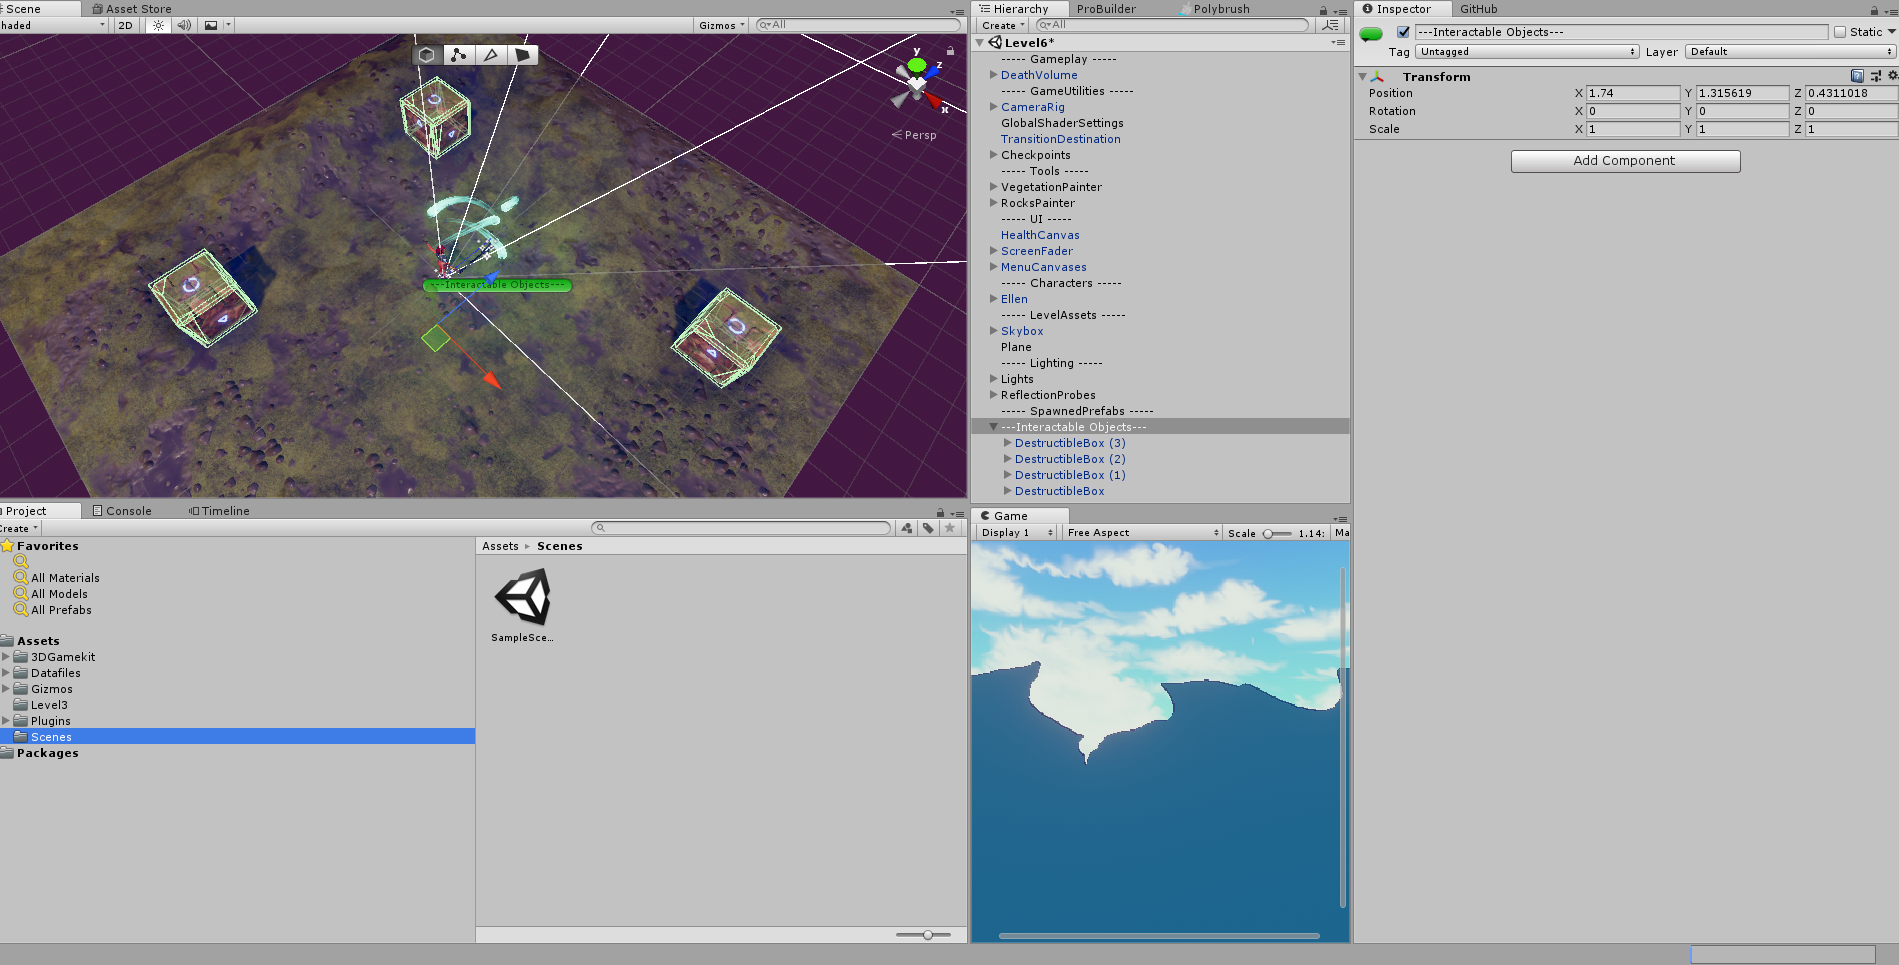 Scene
Asset Store
haded
2D
Gizmos
All
y
z
x
Persp
---Interactable Objects---
Hierarchy
ProBuilder
Polybrush
Create
All
Level6*
----- Gameplay -----
DeathVolume
----- GameUtilities -----
CameraRig
GlobalShaderSettings
TransitionDestination
Checkpoints
----- Tools -----
VegetationPainter
RocksPainter
----- UI -----
HealthCanvas
ScreenFader
MenuCanvases
----- Characters -----
Ellen
----- LevelAssets -----
Skybox
Plane
----- Lighting -----
Lights
ReflectionProbes
----- SpawnedPrefabs -----
---Interactable Objects---
DestructibleBox (3)
DestructibleBox (2)
DestructibleBox (1)
DestructibleBox
Inspector
GitHub
---Interactable Objects---
Static
Tag Untagged
Layer Default
Transform
Position X 1.74 Y 1.315619 Z 0.4311018
Rotation X 0 Y 0 Z 0
Scale X 1 Y 1 Z 1
Add Component
Project
Console
Timeline
Create
Favorites
All Materials
All Models
All Prefabs
Assets
3DGamekit
Datafiles
Gizmos
Level3
Plugins
Scenes
Packages
Assets ▸ Scenes
SampleSce...
Game
Display 1
Free Aspect
Scale
1.14:
Ma